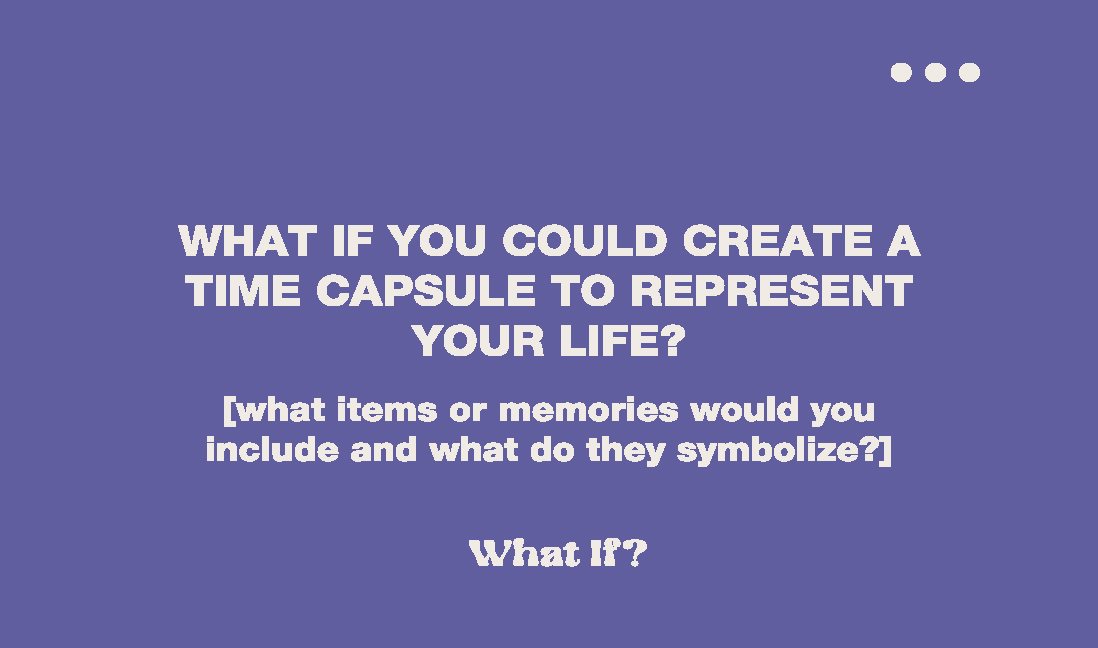 WHAT IF YOU COULD CREATE A
TIME CAPSULE TO REPRESENT
YOUR LIFE?
[what items or memories would you
include and what do they symbolize?]
What If?